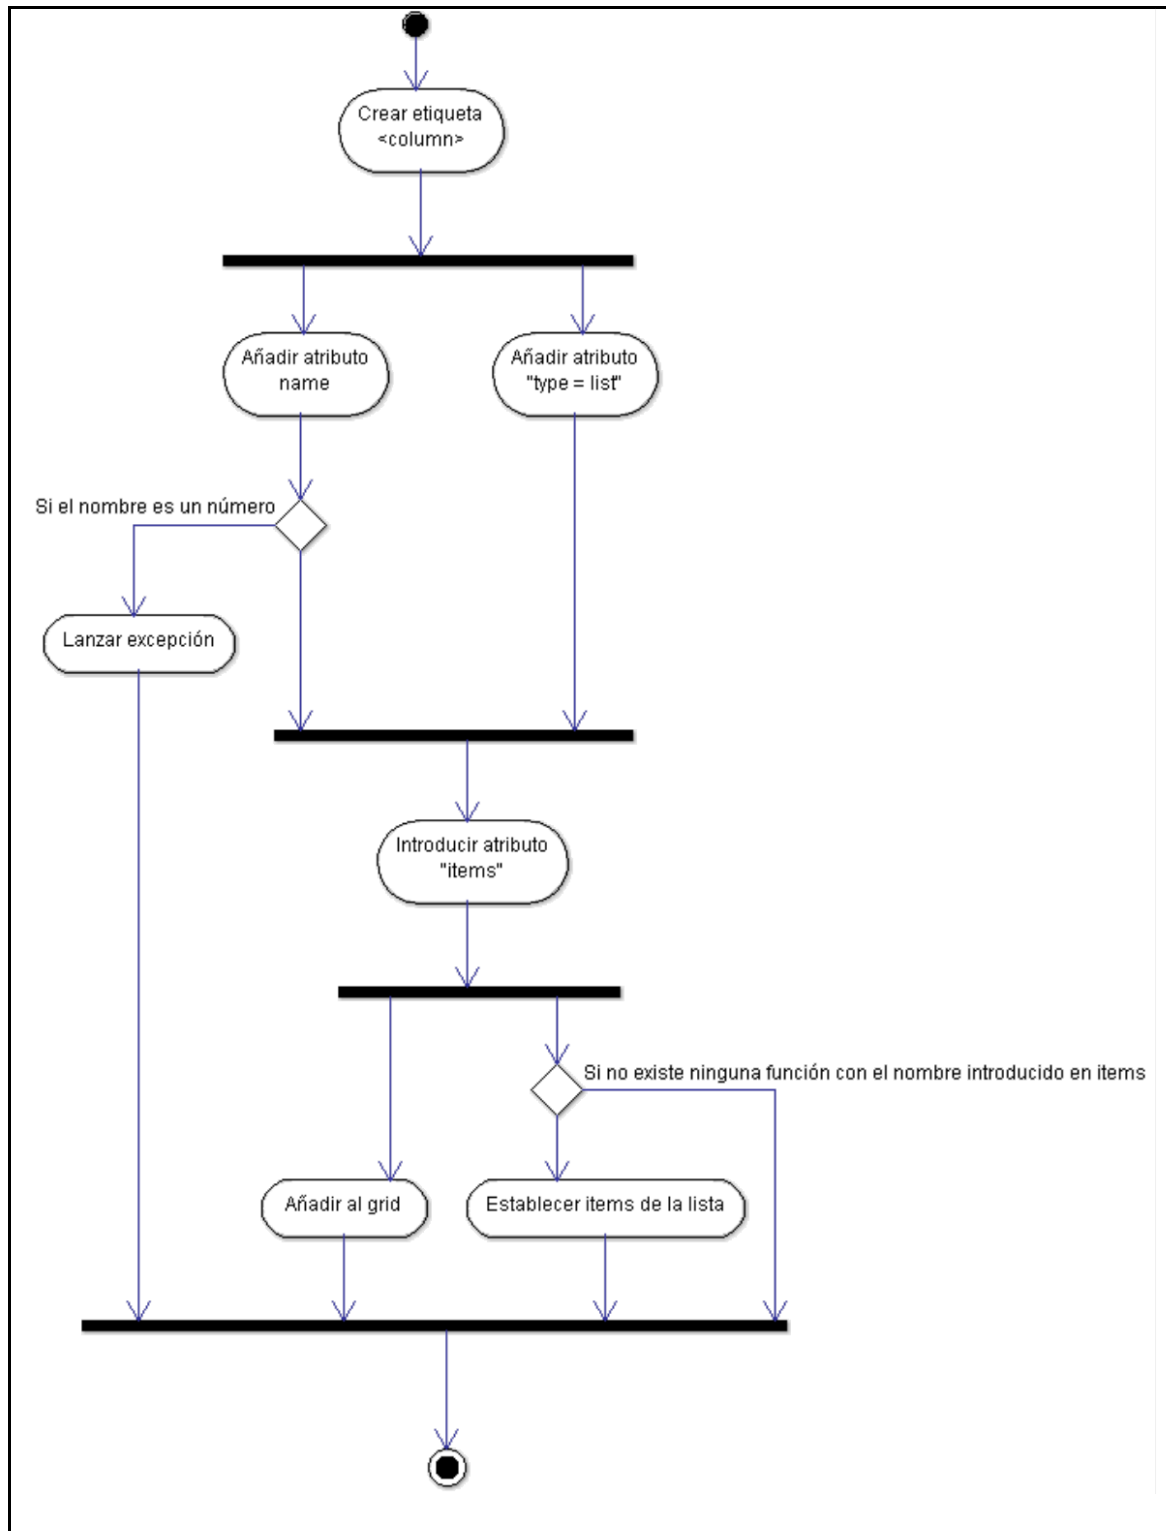 Crear etiqueta
<column>
Añadir atributo
name
Añadir atributo
"type = list"
Si el nombre es un número
Lanzar excepción
Introducir atributo
"items"
Si no existe ninguna función con el nombre introducido en items
Añadir al grid
Establecer items de la lista